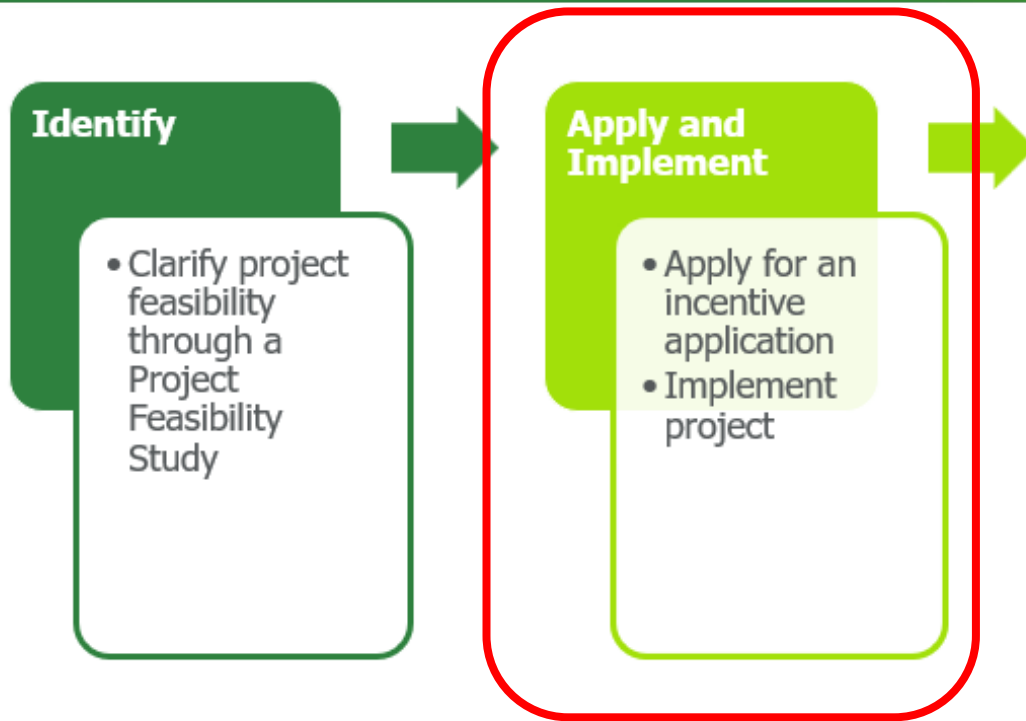 Identify
• Clarify project
feasibility
through a
Project
Feasibility
Study
Apply and
Implement
• Apply for an
incentive
application
• Implement
project